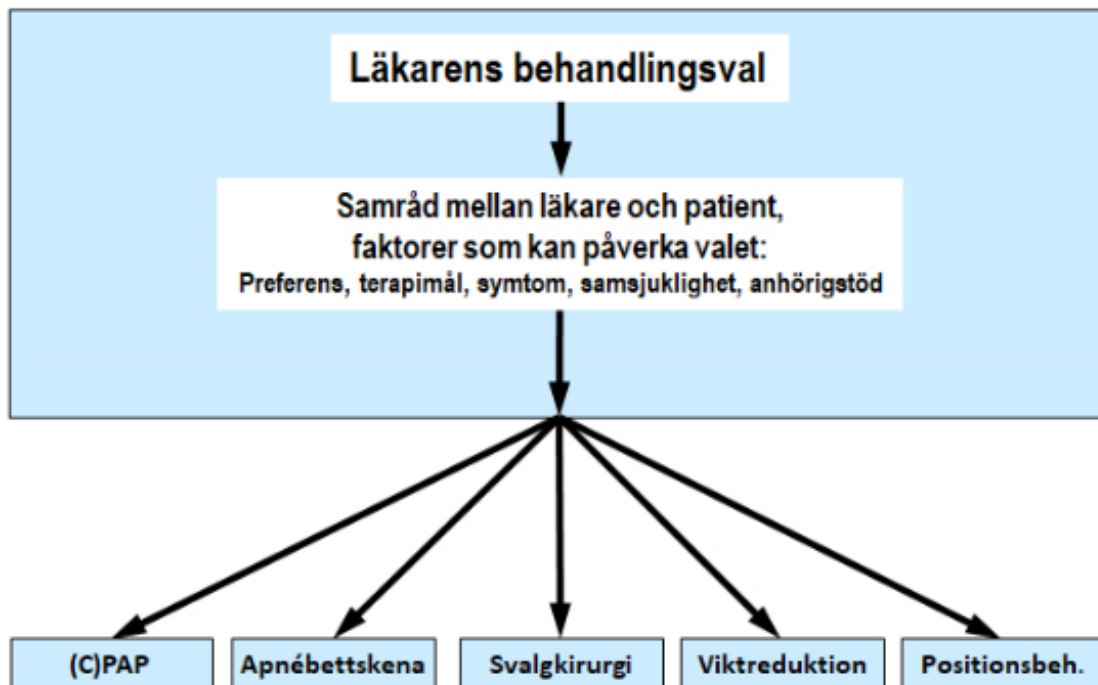 Läkarens behandlingsval
Samråd mellan läkare och patient,
faktorer som kan påverka valet:
Preferens, terapimål, symtom, samsjuklighet, anhörigstöd
(C)PAP
Apnébettskena
Svalgkirurgi
Viktreduktion
Positionsbeh.